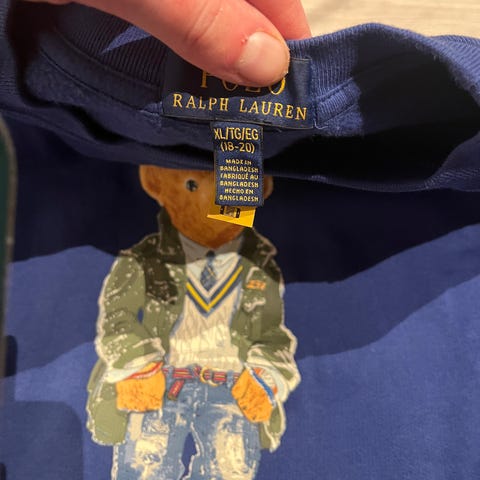 POLO
RALPH LAUREN
XL/TG/EG
(18-20)
MADE IN
BANGLADESH
FABRIQUÉ AU
BANGLADESH
HECHO EN
BANGLADESH